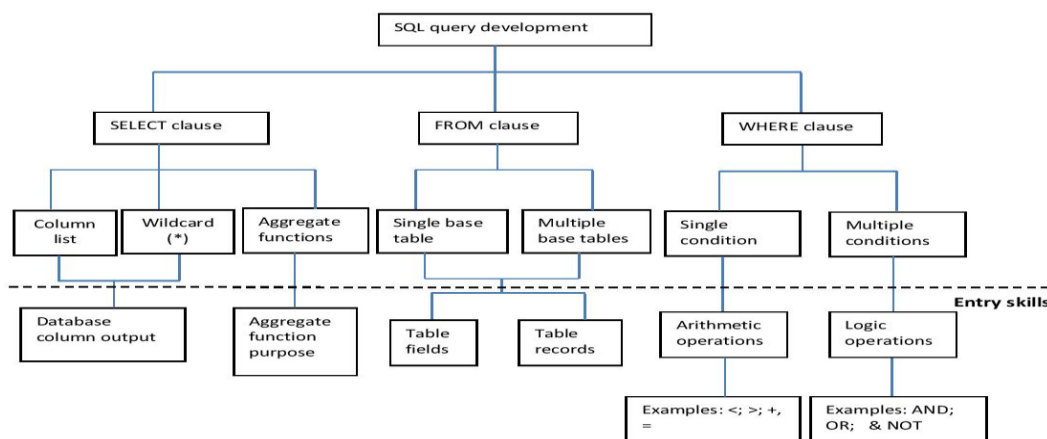 SQL query development
SELECT clause
FROM clause
WHERE clause
Column
list
Wildcard
(*)
Aggregate
functions
Single base
table
Multiple
base tables
Single
condition
Multiple
conditions
Entry skills
Database
column output
Aggregate
function
purpose
Table
fields
Table
records
Arithmetic
operations
Logic
operations
Examples: <; >; +,
=
Examples: AND;
OR; & NOT